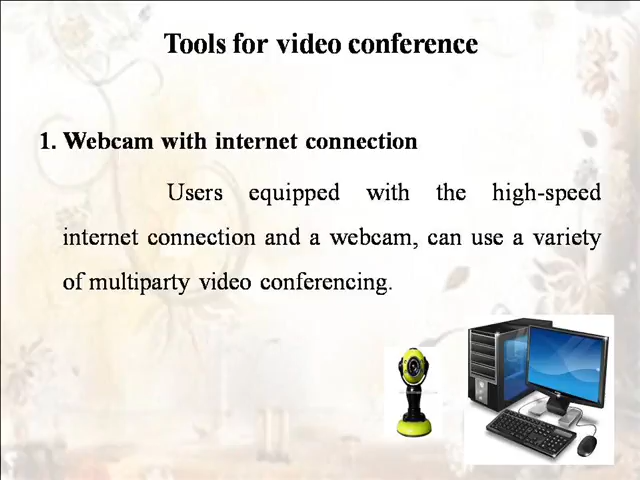 Tools for video conference
1. Webcam with internet connection
Users equipped with the high-speed
internet connection and a webcam, can use a variety
of multiparty video conferencing.